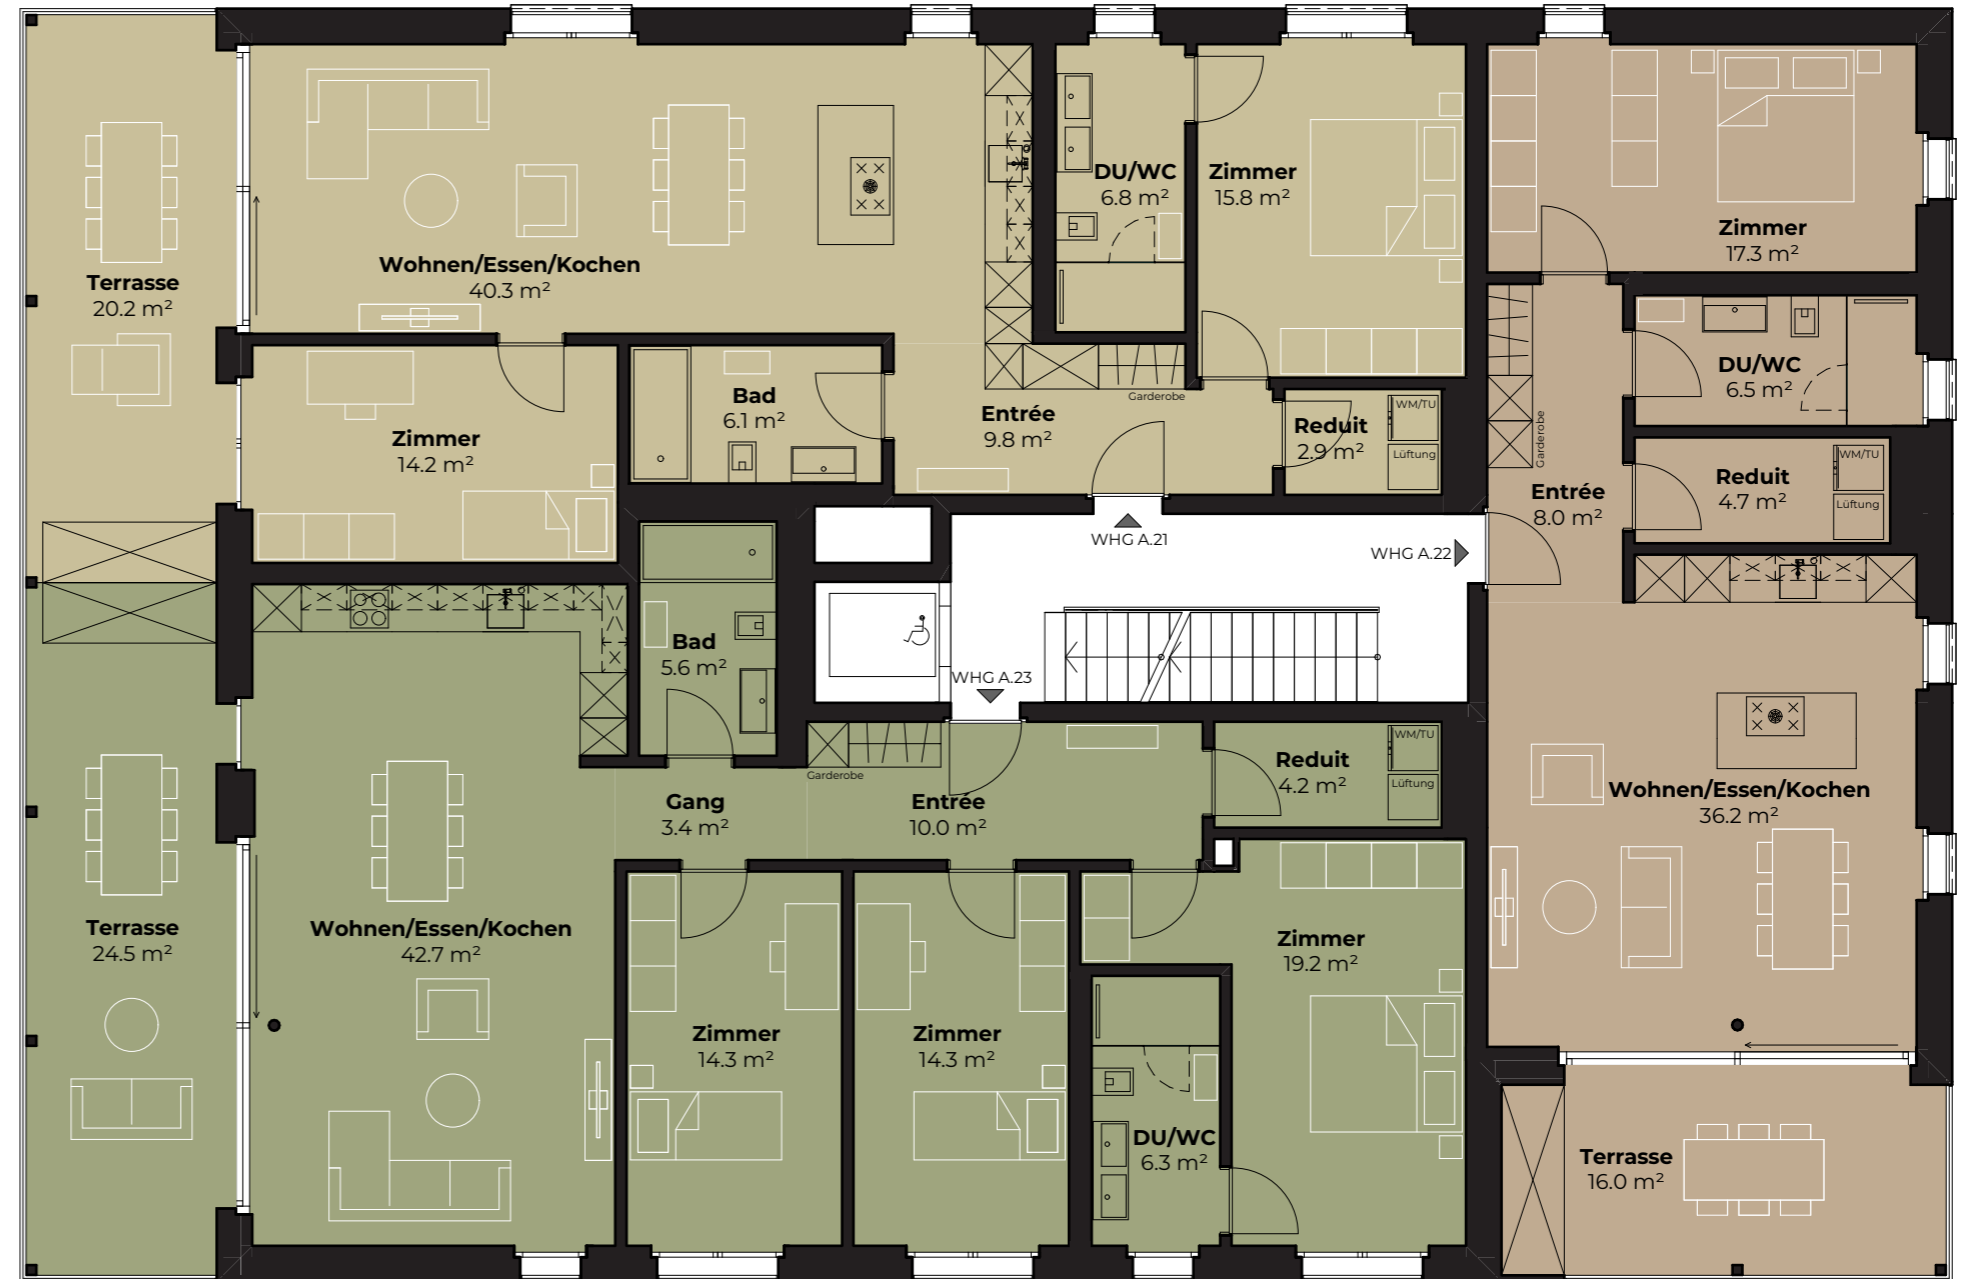 Terrasse
20.2 m²
Wohnen/Essen/Kochen
40.3 m²
DU/WC
6.8 m²
Zimmer
15.8 m²
Zimmer
14.2 m²
Bad
6.1 m²
Entrée
9.8 m²
Garderobe
Reduit
2.9 m²
WM/TU
Lüftung
WHG A.21
WHG A.22
WHG A.23
Zimmer
17.3 m²
DU/WC
6.5 m²
Garderobe
Entrée
8.0 m²
Reduit
4.7 m²
WM/TU
Lüftung
Wohnen/Essen/Kochen
36.2 m²
Terrasse
16.0 m²
Bad
5.6 m²
Garderobe
Gang
3.4 m²
Entrée
10.0 m²
Reduit
4.2 m²
WM/TU
Lüftung
Terrasse
24.5 m²
Wohnen/Essen/Kochen
42.7 m²
Zimmer
14.3 m²
Zimmer
14.3 m²
Zimmer
19.2 m²
DU/WC
6.3 m²